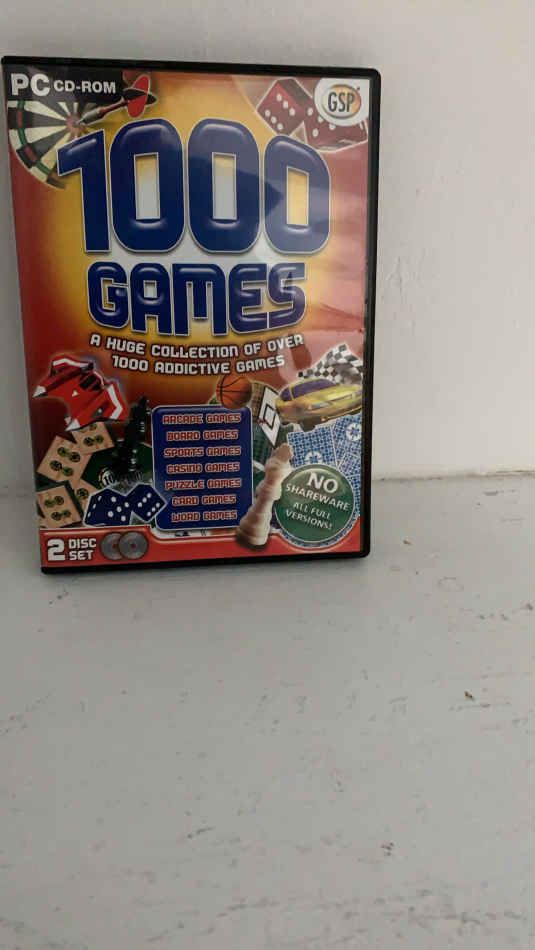 PC CD-ROM
GSP
1000
GAMES
A HUGE COLLECTION OF OVER
1000 ADDICTIVE GAMES
ARCADE GAMES
BOARD GAMES
SPORTS GAMES
CASINO GAMES
PUZZLE GAMES
CARD GAMES
WORD GAMES
NO
SHAREWARE
ALL FULL
VERSIONS!
2 DISC
SET